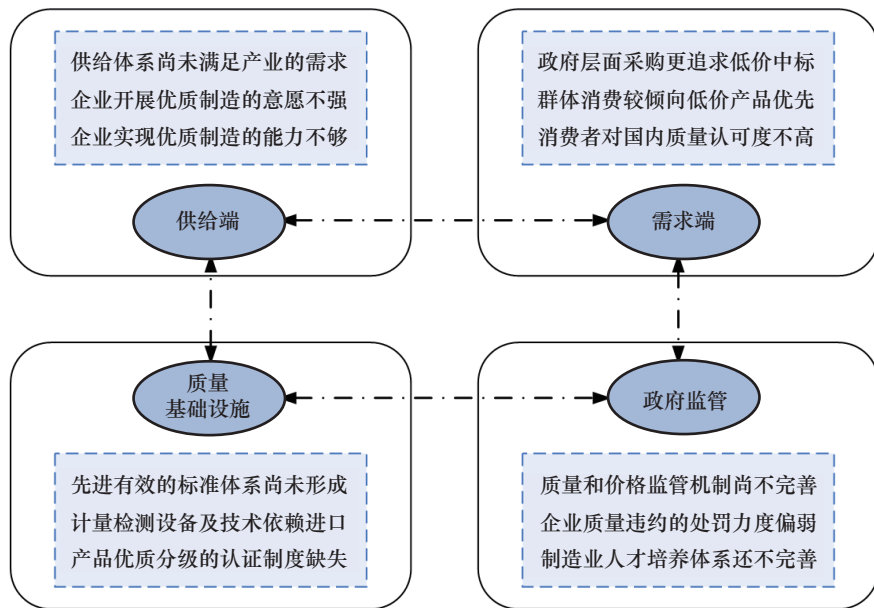 供给体系尚未满足产业的需求
企业开展优质制造的意愿不强
企业实现优质制造的能力不够
供给端
政府层面采购更追求低价中标
群体消费较倾向低价产品优先
消费者对国内质量认可度不高
需求端
质量
基础设施
先进有效的标准体系尚未形成
计量检测设备及技术依赖进口
产品优质分级的认证制度缺失
政府监管
质量和价格监管机制尚不完善
企业质量违约的处罚力度偏弱
制造业人才培养体系还不完善